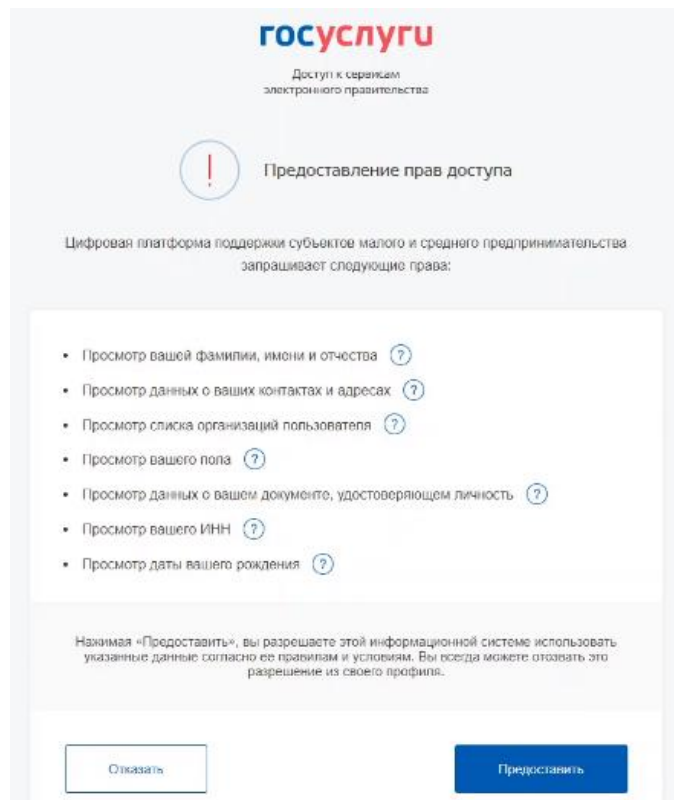 госуслуги
Доступ к сервисам
электронного правительства
Предоставление прав доступа
Цифровая платформа поддержки субъектов малого и среднего предпринимательства
запрашивает следующие права:
• Просмотр вашей фамилии, имени и отчества ?
• Просмотр данных о ваших контактах и адресах ?
• Просмотр списка организаций пользователя ?
• Просмотр вашего пола ?
• Просмотр данных о вашем документе, удостоверяющем личность ?
• Просмотр вашего ИНН ?
• Просмотр даты вашего рождения ?
Нажимая «Предоставить», вы разрешаете этой информационной системе использовать
указанные данные согласно ее правилам и условиям. Вы всегда можете отозвать это
разрешение из своего профиля.
Отказать
Предоставить